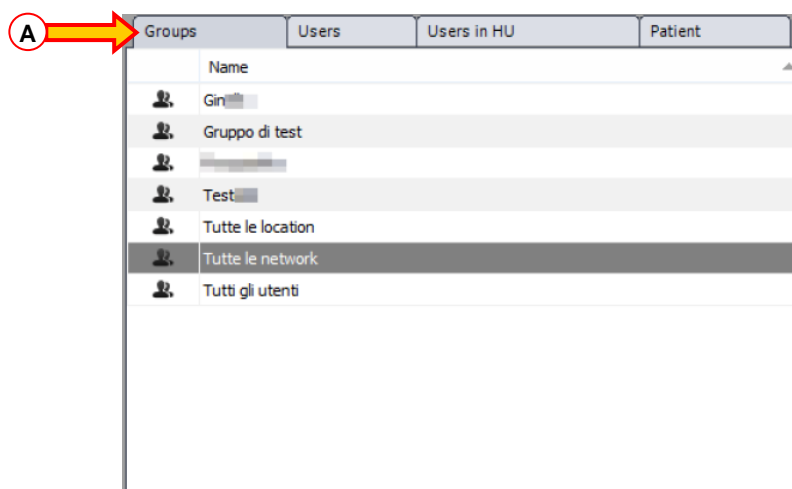 A
Groups Users Users in HU Patient
Name
Gruppo di test
Test
Tutte le location
Tutte le network
Tutti gli utenti